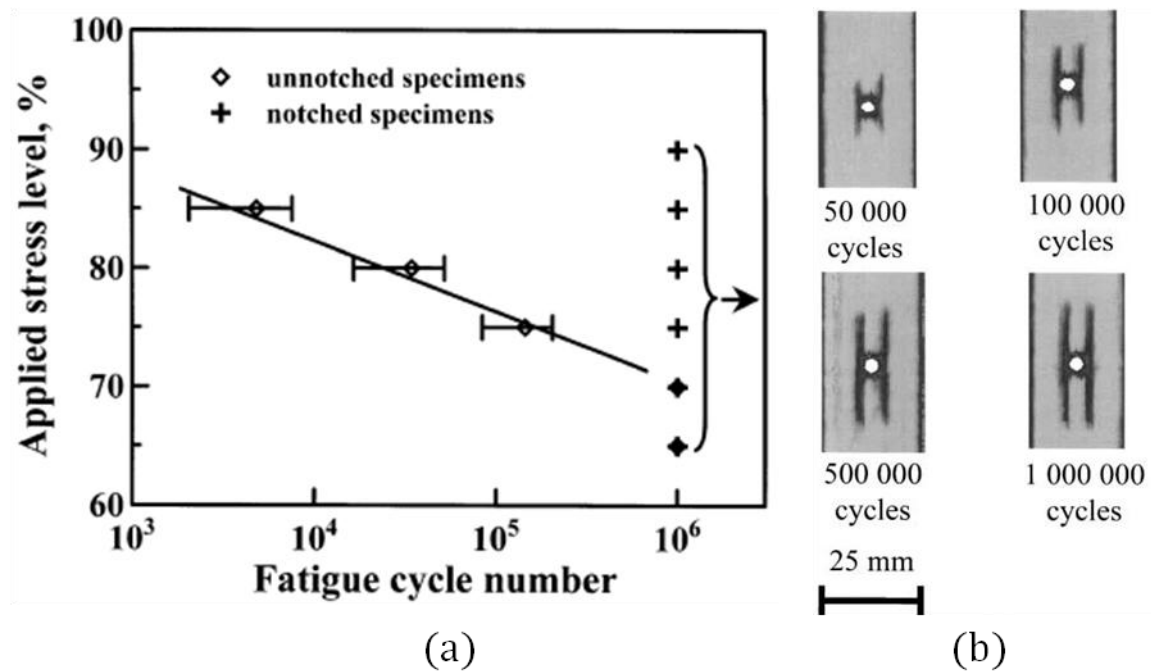 100
90
80
70
60
Applied stress level, %
unnotched specimens
notched specimens
10³
10⁴
10⁵
10⁶
Fatigue cycle number
(a)
50 000
cycles
100 000
cycles
500 000
cycles
1 000 000
cycles
25 mm
(b)